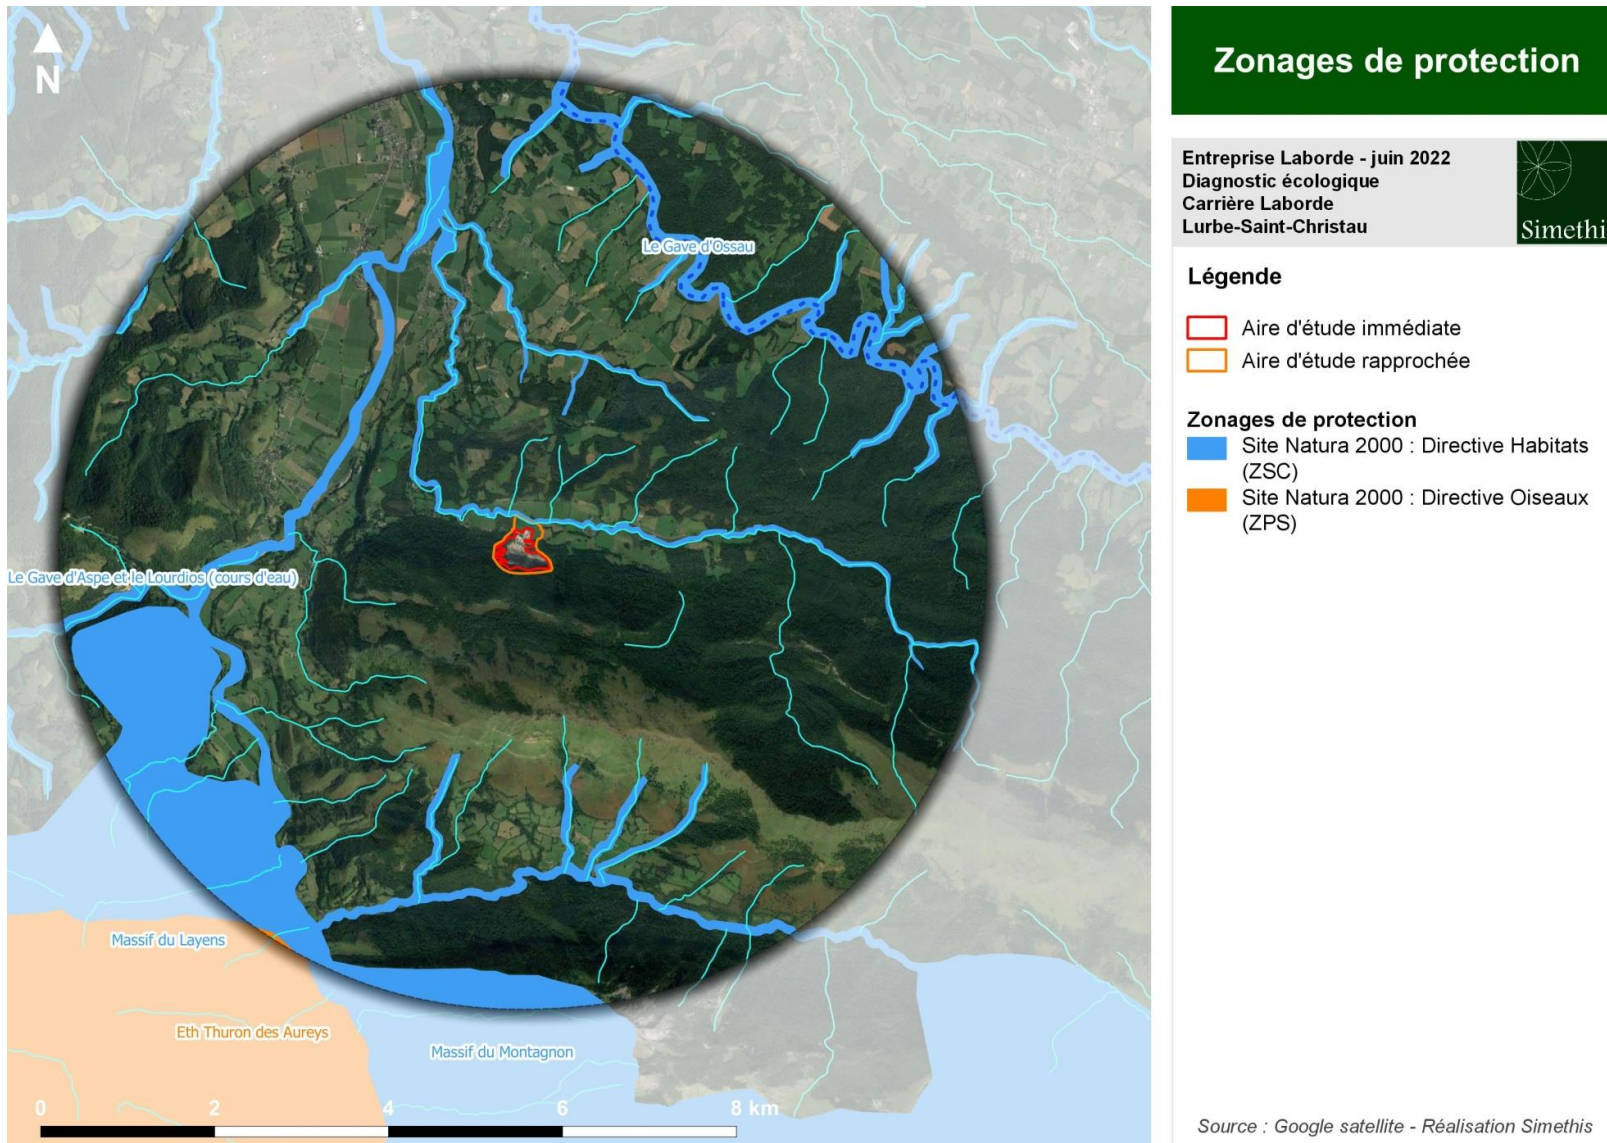 N
Le Gave d'Ossau
Le Gave d'Aspe et le Lourdios (cours d'eau)
Massif du Layens
Eth Thuron des Aureys
Massif du Montagnon
0 2 4 6 8 km
Zonages de protection
Entreprise Laborde - juin 2022
Diagnostic écologique
Carrière Laborde
Lurbe-Saint-Christau
Simethi
Légende
Aire d'étude immédiate
Aire d'étude rapprochée
Zonages de protection
Site Natura 2000 : Directive Habitats
(ZSC)
Site Natura 2000 : Directive Oiseaux
(ZPS)
Source : Google satellite - Réalisation Simethis